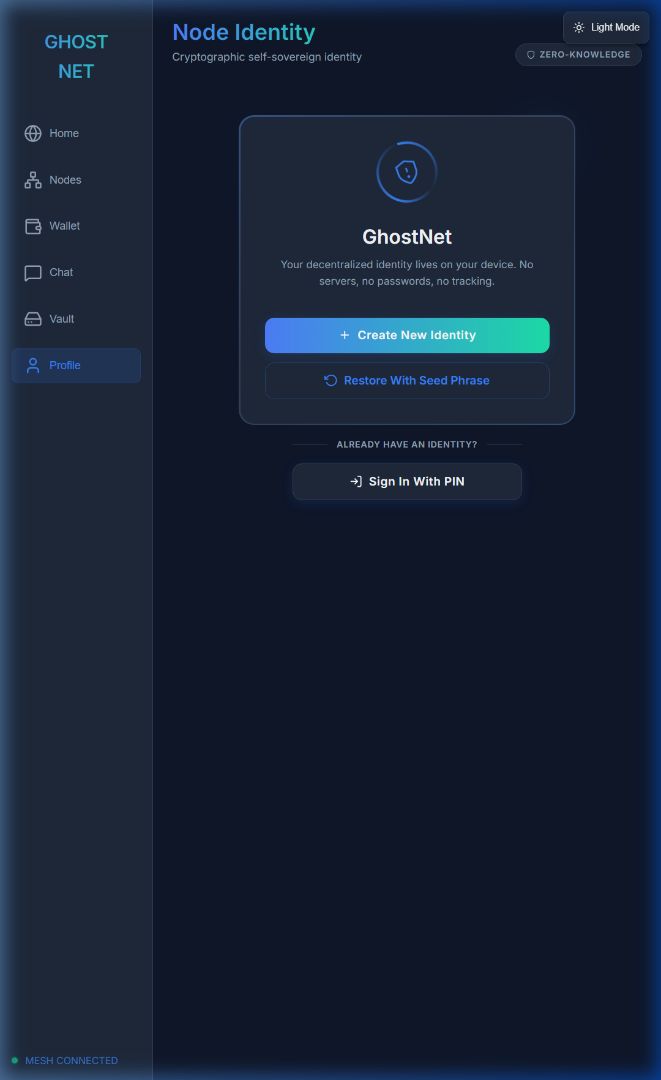 GHOST
NET
Home
Nodes
Wallet
Chat
Vault
Profile
MESH CONNECTED
Node Identity
Cryptographic self-sovereign identity
Light Mode
ZERO-KNOWLEDGE
GhostNet
Your decentralized identity lives on your device. No
servers, no passwords, no tracking.
Create New Identity
Restore With Seed Phrase
ALREADY HAVE AN IDENTITY?
Sign In With PIN